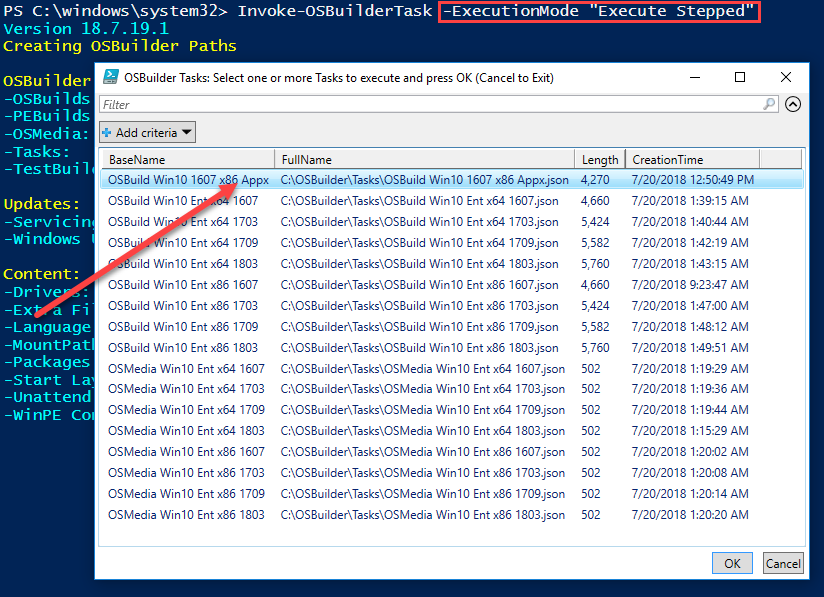 PS C:\windows\system32> Invoke-OSBuilderTask -ExecutionMode "Execute Stepped"
Version 18.7.19.1
Creating OSBuilder Paths
OSBuilder Tasks: Select one or more Tasks to execute and press OK (Cancel to Exit)
OSBuilder
-OSBuilds
-PEBuilds
-OSMedia:
-Tasks:
-TestBuil
Updates:
-Servicing
-Windows
Content:
-Drivers:
-Extra Fi
-Language
-MountPat
-Packages
-Start Lay
-Unattend
-WinPE Con
Filter
Add criteria
BaseName FullName Length CreationTime
OSBuild Win10 1607 x86 Appx C:\OSBuilder\Tasks\OSBuild Win10 1607 x86 Appx.json 4,270 7/20/2018 12:50:49 PM
OSBuild Win10 Ent x64 1607 C:\OSBuilder\Tasks\OSBuild Win10 Ent x64 1607.json 4,660 7/20/2018 1:39:15 AM
OSBuild Win10 Ent x64 1703 C:\OSBuilder\Tasks\OSBuild Win10 Ent x64 1703.json 5,424 7/20/2018 1:40:44 AM
OSBuild Win10 Ent x64 1709 C:\OSBuilder\Tasks\OSBuild Win10 Ent x64 1709.json 5,582 7/20/2018 1:42:19 AM
OSBuild Win10 Ent x64 1803 C:\OSBuilder\Tasks\OSBuild Win10 Ent x64 1803.json 5,760 7/20/2018 1:43:15 AM
OSBuild Win10 Ent x86 1607 C:\OSBuilder\Tasks\OSBuild Win10 Ent x86 1607.json 4,660 7/20/2018 9:23:47 AM
OSBuild Win10 Ent x86 1703 C:\OSBuilder\Tasks\OSBuild Win10 Ent x86 1703.json 5,424 7/20/2018 1:47:00 AM
OSBuild Win10 Ent x86 1709 C:\OSBuilder\Tasks\OSBuild Win10 Ent x86 1709.json 5,582 7/20/2018 1:48:12 AM
OSBuild Win10 Ent x86 1803 C:\OSBuilder\Tasks\OSBuild Win10 Ent x86 1803.json 5,760 7/20/2018 1:49:51 AM
OSMedia Win10 Ent x64 1607 C:\OSBuilder\Tasks\OSMedia Win10 Ent x64 1607.json 502 7/20/2018 1:19:29 AM
OSMedia Win10 Ent x64 1703 C:\OSBuilder\Tasks\OSMedia Win10 Ent x64 1703.json 502 7/20/2018 1:19:36 AM
OSMedia Win10 Ent x64 1709 C:\OSBuilder\Tasks\OSMedia Win10 Ent x64 1709.json 502 7/20/2018 1:19:44 AM
OSMedia Win10 Ent x64 1803 C:\OSBuilder\Tasks\OSMedia Win10 Ent x64 1803.json 502 7/20/2018 1:15:29 AM
OSMedia Win10 Ent x86 1607 C:\OSBuilder\Tasks\OSMedia Win10 Ent x86 1607.json 502 7/20/2018 1:20:02 AM
OSMedia Win10 Ent x86 1703 C:\OSBuilder\Tasks\OSMedia Win10 Ent x86 1703.json 502 7/20/2018 1:20:08 AM
OSMedia Win10 Ent x86 1709 C:\OSBuilder\Tasks\OSMedia Win10 Ent x86 1709.json 502 7/20/2018 1:20:14 AM
OSMedia Win10 Ent x86 1803 C:\OSBuilder\Tasks\OSMedia Win10 Ent x86 1803.json 502 7/20/2018 1:20:20 AM
OK Cancel